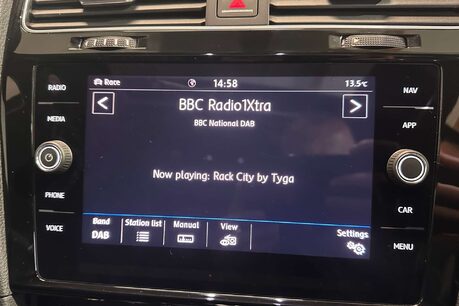 Race 14:58 13.5°C
RADIO
NAV
BBC Radio1Xtra
BBC National DAB
MEDIA
APP
Now playing: Rack City by Tyga
PHONE
CAR
VOICE
MENU
Band Station list Manual View Settings
DAB